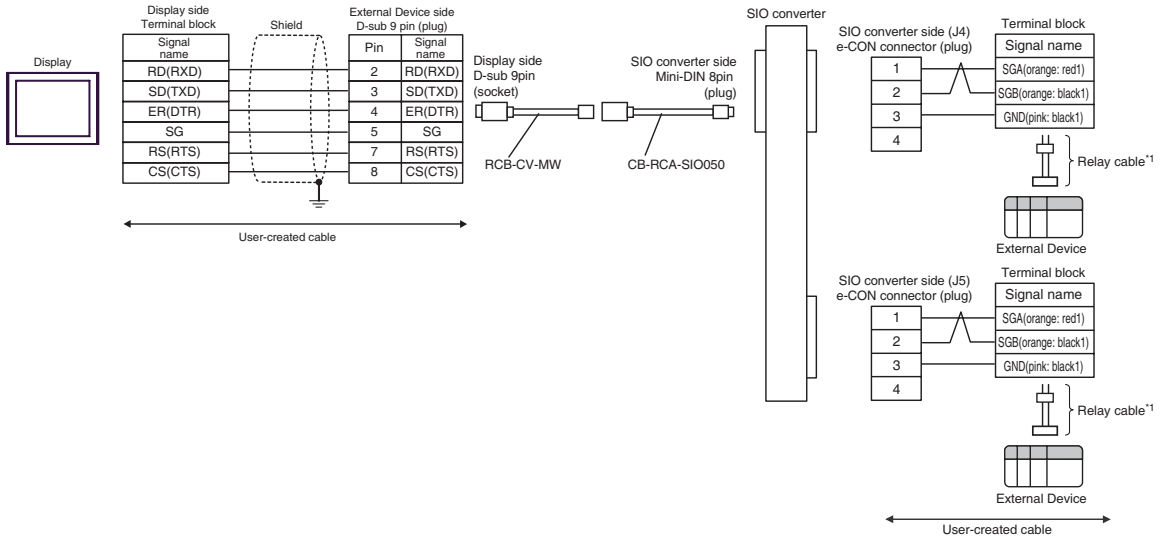 Display
Display side
Terminal block
Shield
External Device side
D-sub 9 pin (plug)
Signal
name
Pin
Signal
name
RD(RXD)
2
RD(RXD)
SD(TXD)
3
SD(TXD)
ER(DTR)
4
ER(DTR)
SG
5
SG
RS(RTS)
7
RS(RTS)
CS(CTS)
8
CS(CTS)
User-created cable
Display side
D-sub 9pin
(socket)
RCB-CV-MW
SIO converter side
Mini-DIN 8pin
(plug)
CB-RCA-SIO050
SIO converter
SIO converter side (J4)
e-CON connector (plug)
Terminal block
Signal name
1
SGA(orange: red1)
2
SGB(orange: black1)
3
GND(pink: black1)
4
Relay cable*1
External Device
SIO converter side (J5)
e-CON connector (plug)
Terminal block
Signal name
1
SGA(orange: red1)
2
SGB(orange: black1)
3
GND(pink: black1)
4
Relay cable*1
External Device
User-created cable